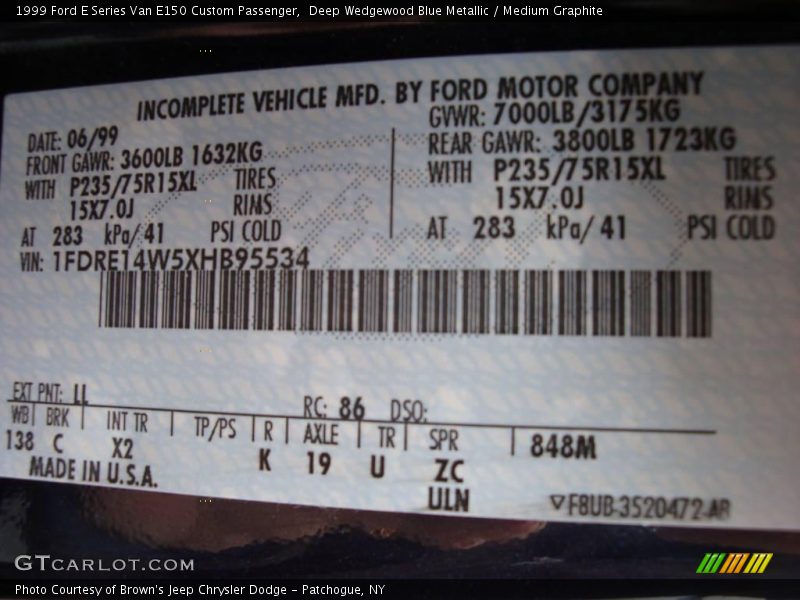 1999 Ford E Series Van E150 Custom Passenger,  Deep Wedgewood Blue Metallic / Medium Graphite
INCOMPLETE VEHICLE MFD. BY FORD MOTOR COMPANY
DATE: 06/99
FRONT GAWR: 3600LB 1632KG
WITH P235/75R15XL TIRES
15X7.0J RIMS
AT 283 kPa/ 41 PSI COLD
GVWR: 7000LB/3175KG
REAR GAWR: 3800LB 1723KG
WITH P235/75R15XL TIRES
15X7.0J RIMS
AT 283 kPa/ 41 PSI COLD
VIN: 1FDRE14W5XHB95534
EXT PNT: LL RC: 86 DSO:
WB BRK INT TR TP/PS R AXLE TR SPR 848M
138 C X2 K 19 U ZC
MADE IN U.S.A. ULN
▽F8UB-3520472-AB
GTCARLOT.COM
Photo Courtesy of Brown's Jeep Chrysler Dodge – Patchogue, NY